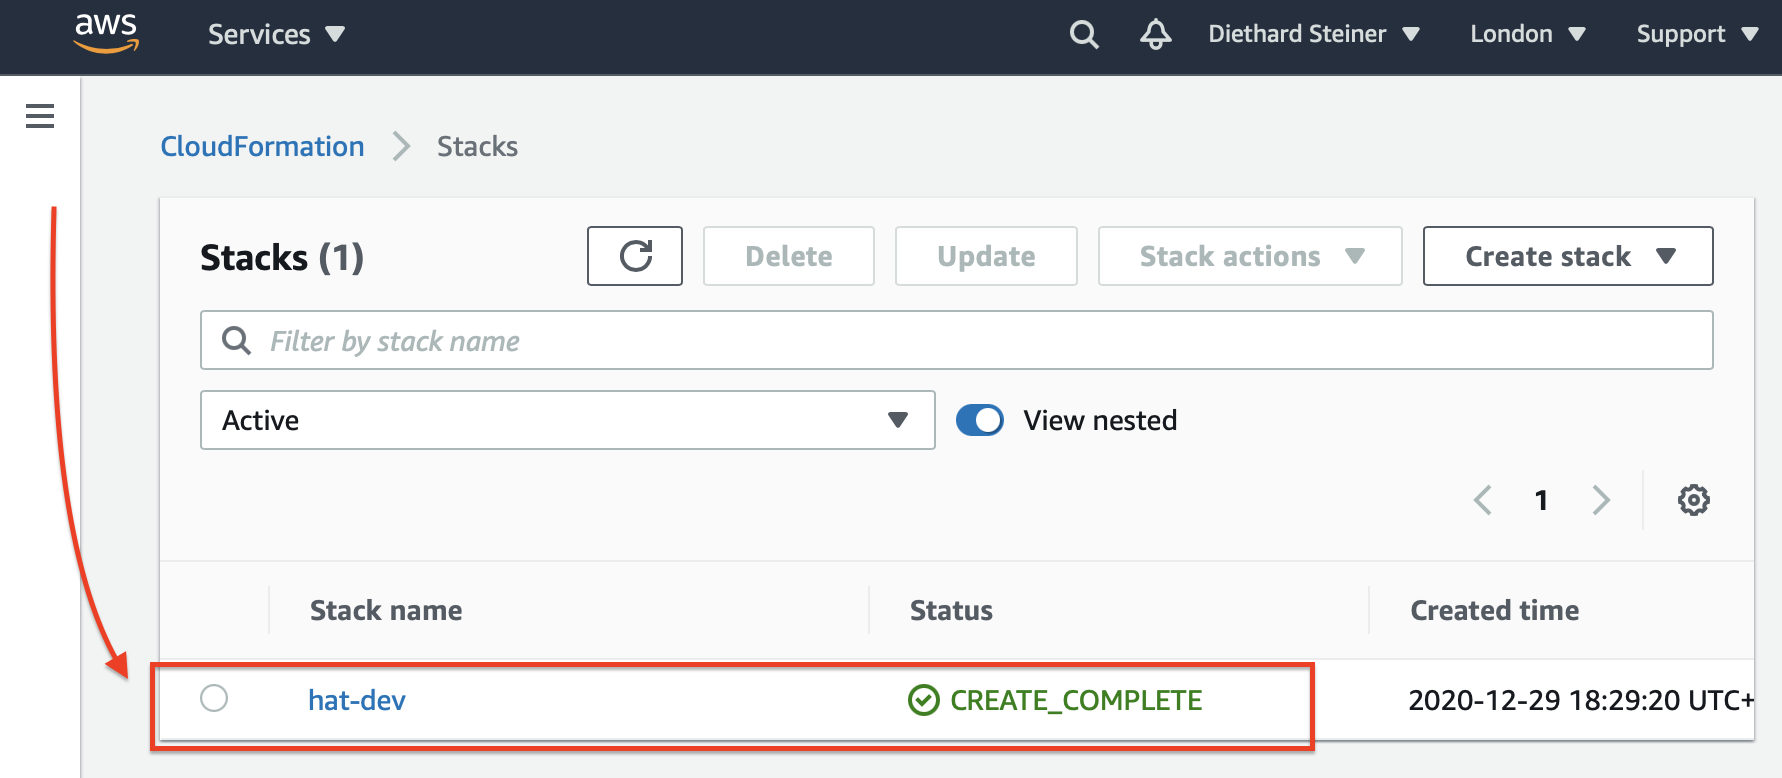 aws Services Diethard Steiner London Support
CloudFormation Stacks
Stacks (1) Delete Update Stack actions Create stack
Filter by stack name
Active View nested
1
Stack name Status Created time
hat-dev CREATE_COMPLETE 2020-12-29 18:29:20 UTC+